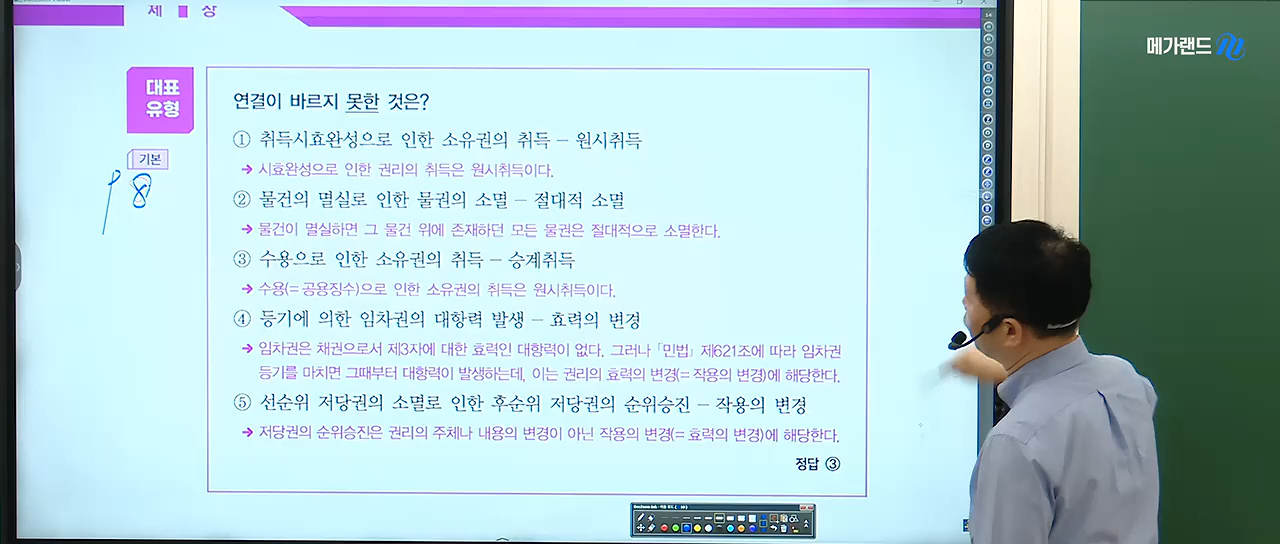 메가랜드
대표
유형
기본
p 8
연결이 바르지 못한 것은?
① 취득시효완성으로 인한 소유권의 취득 – 원시취득
→ 시효완성으로 인한 권리의 취득은 원시취득이다.
② 물건의 멸실로 인한 물권의 소멸 – 절대적 소멸
→ 물건이 멸실하면 그 물건 위에 존재하던 모든 물권은 절대적으로 소멸한다.
③ 수용으로 인한 소유권의 취득 – 승계취득
→ 수용(= 공용징수)으로 인한 소유권의 취득은 원시취득이다.
④ 등기에 의한 임차권의 대항력 발생 – 효력의 변경
→ 임차권은 채권으로서 제3자에 대한 효력인 대항력이 없다. 그러나 「민법」 제621조에 따라 임차권
등기를 마치면 그때부터 대항력이 발생하는데, 이는 권리의 효력의 변경(= 작용의 변경)에 해당한다.
⑤ 선순위 저당권의 소멸로 인한 후순위 저당권의 순위승진 – 작용의 변경
→ 저당권의 순위승진은 권리의 주체나 내용의 변경이 아닌 작용의 변경(= 효력의 변경)에 해당한다.
정답 ③